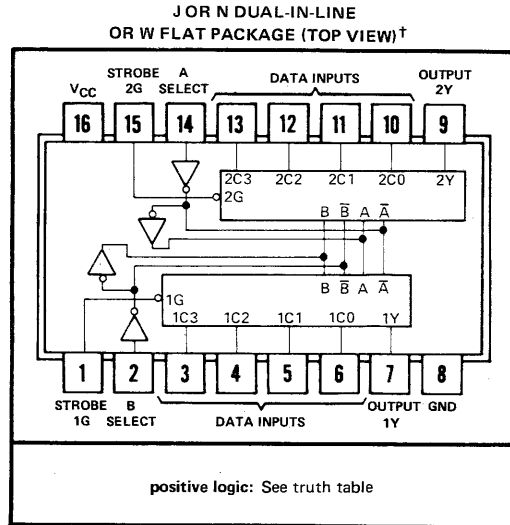 J OR N DUAL-IN-LINE
OR W FLAT PACKAGE (TOP VIEW)†
VCC
STROBE 2G
A SELECT
DATA INPUTS
OUTPUT 2Y
16 15 14 13 12 11 10 9
2C3 2C2 2C1 2C0 2Y
2G
B B̅ A A̅
B B̅ A A̅
1G
1C3 1C2 1C1 1C0 1Y
1 2 3 4 5 6 7 8
STROBE 1G
B SELECT
DATA INPUTS
OUTPUT 1Y
GND
positive logic: See truth table